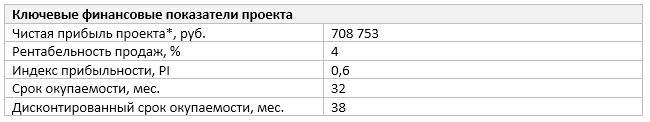 Ключевые финансовые показатели проекта
Чистая прибыль проекта*, руб. 708 753
Рентабельность продаж, % 4
Индекс прибыльности, PI 0,6
Срок окупаемости, мес. 32
Дисконтированный срок окупаемости, мес. 38